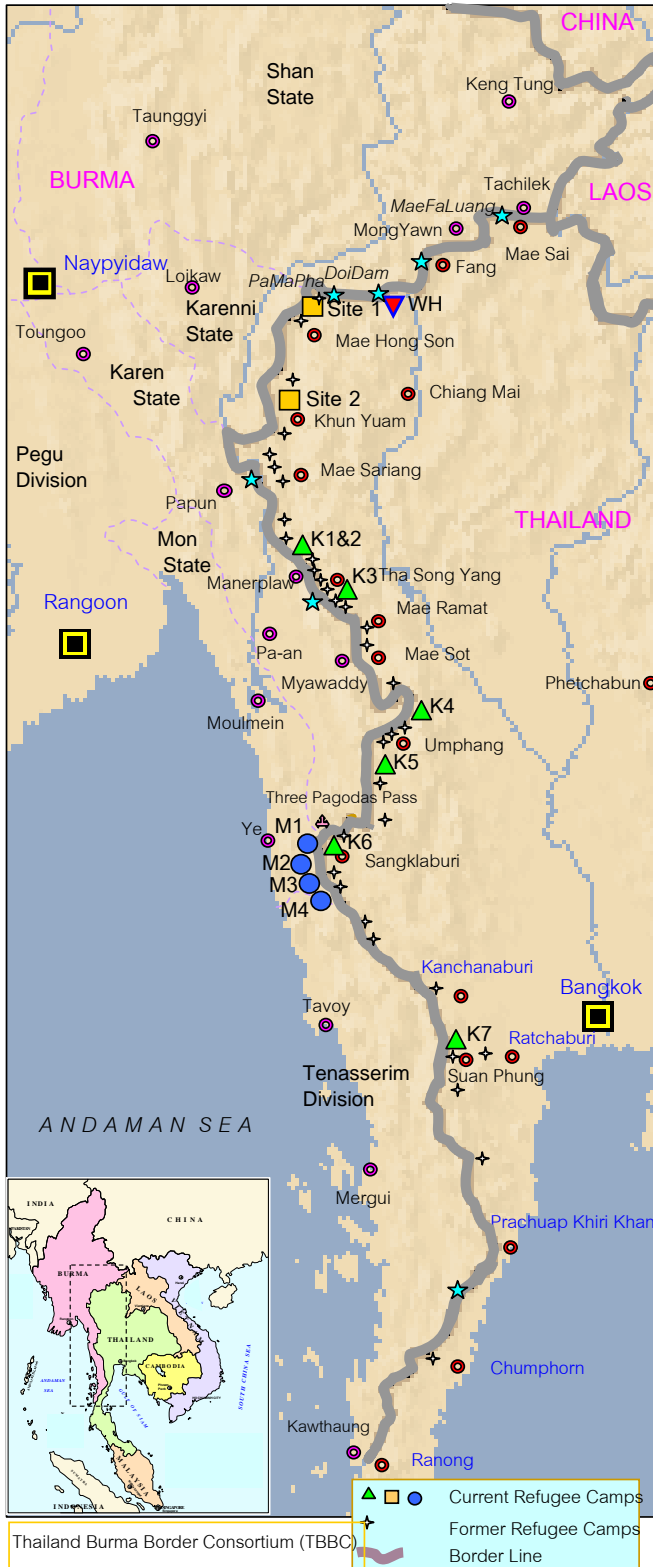 CHINA
Shan
State
Keng Tung
Taunggyi
BURMA
LAOS
Tachilek
MaeFaLuang
MongYawn
Mae Sai
Naypyidaw
Fang
Loikaw
PaMaPha
DoiDam
Karenni
State
Site 1
WH
Toungoo
Mae Hong Son
Karen
State
Chiang Mai
Site 2
Khun Yuam
Pegu
Division
Mae Sariang
Papun
THAILAND
Mon
State
K1&2
Manerplaw
K3
Tha Song Yang
Rangoon
Mae Ramat
Pa-an
Mae Sot
Myawaddy
Phetchabun
Moulmein
K4
Umphang
K5
Three Pagodas Pass
Ye
M1
K6
M2
Sangklaburi
M3
M4
Kanchanaburi
Bangkok
Tavoy
K7
Ratchaburi
Suan Phung
Tenasserim
Division
ANDAMAN SEA
Mergui
Prachuap Khiri Khan
Chumphorn
Kawthaung
Ranong
INDIA
CHINA
BURMA
LAOS
THAILAND
CAMBODIA
ANDAMAN
SEA
GULF OF SIAM
SOUTH CHINA SEA
MALAYSIA
SINGAPORE
INDONESIA
Current Refugee Camps
Former Refugee Camps
Border Line
Thailand Burma Border Consortium (TBBC)